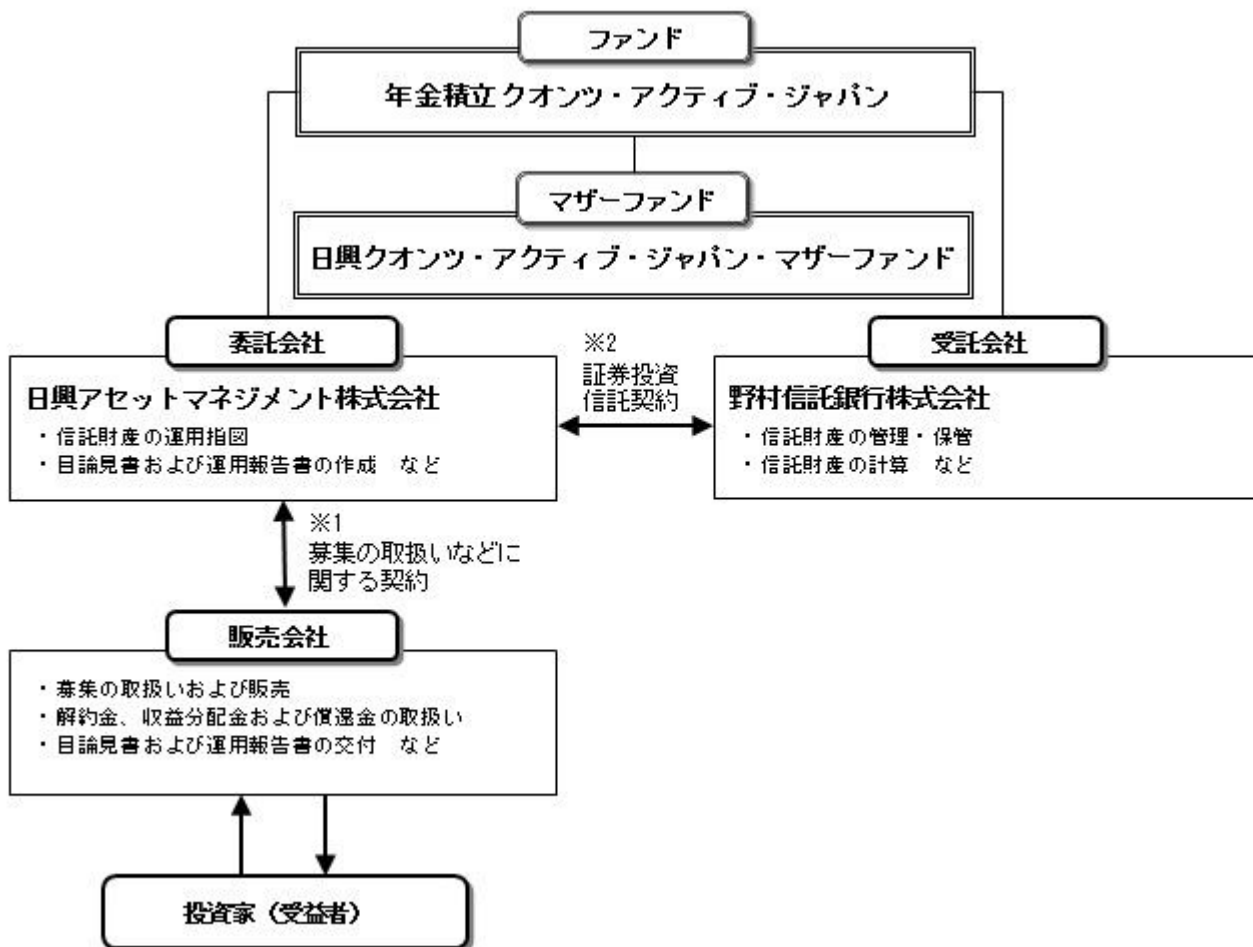 ファンド
年金積立クオンツ・アクティブ・ジャパン
マザーファンド
日興クオンツ・アクティブ・ジャパン・マザーファンド
委託会社
日興アセットマネジメント株式会社
・信託財産の運用指図
・目論見書および運用報告書の作成　など
※2
証券投資
信託契約
受託会社
野村信託銀行株式会社
・信託財産の管理・保管
・信託財産の計算　など
※1
募集の取扱いなどに
関する契約
販売会社
・募集の取扱いおよび販売
・解約金、収益分配金および償還金の取扱い
・目論見書および運用報告書の交付　など
投資家（受益者）